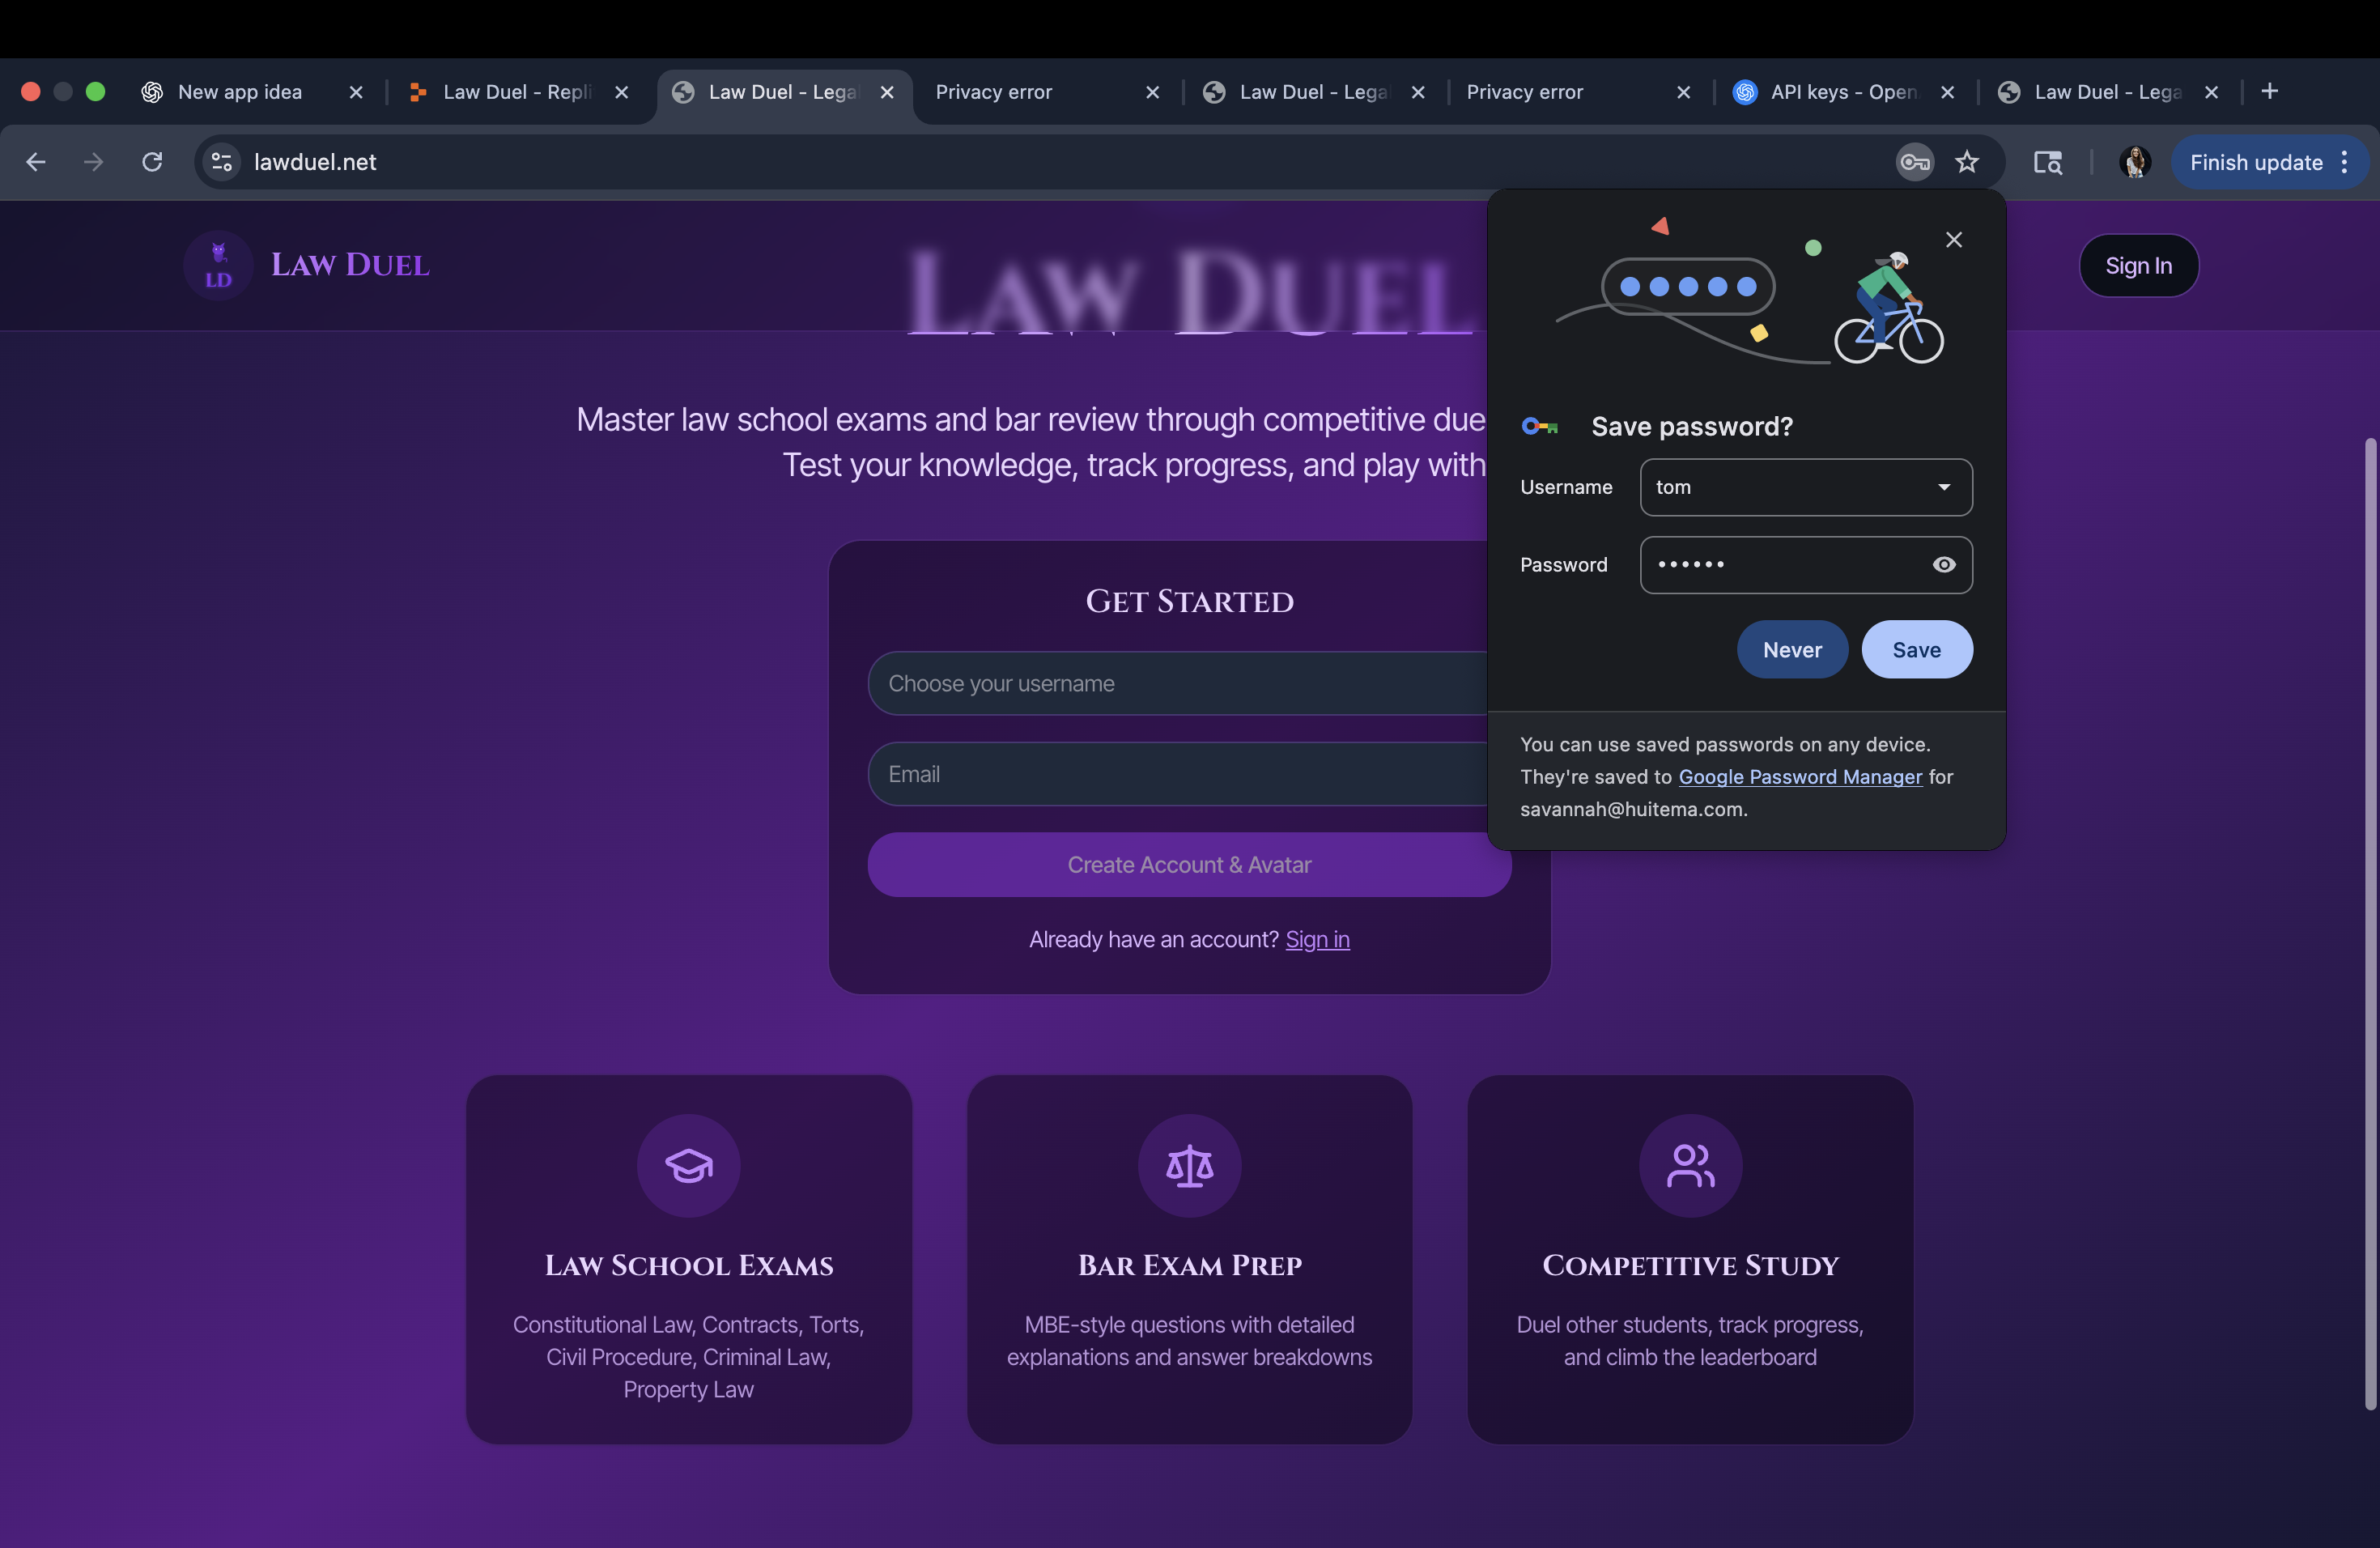 New app idea
Law Duel - Repli
Law Duel - Lega
Privacy error
Law Duel - Lega
Privacy error
API keys - Open
Law Duel - Lega
lawduel.net
Finish update
LD
Law Duel
Law Duel
Sign In
Master law school exams and bar review through competitive due
Test your knowledge, track progress, and play with
Get Started
Choose your username
Email
Create Account & Avatar
Already have an account? Sign in
Save password?
Username tom
Password ••••••
Never Save
You can use saved passwords on any device.
They're saved to Google Password Manager for
savannah@huitema.com.
Law School Exams
Constitutional Law, Contracts, Torts,
Civil Procedure, Criminal Law,
Property Law
Bar Exam Prep
MBE-style questions with detailed
explanations and answer breakdowns
Competitive Study
Duel other students, track progress,
and climb the leaderboard